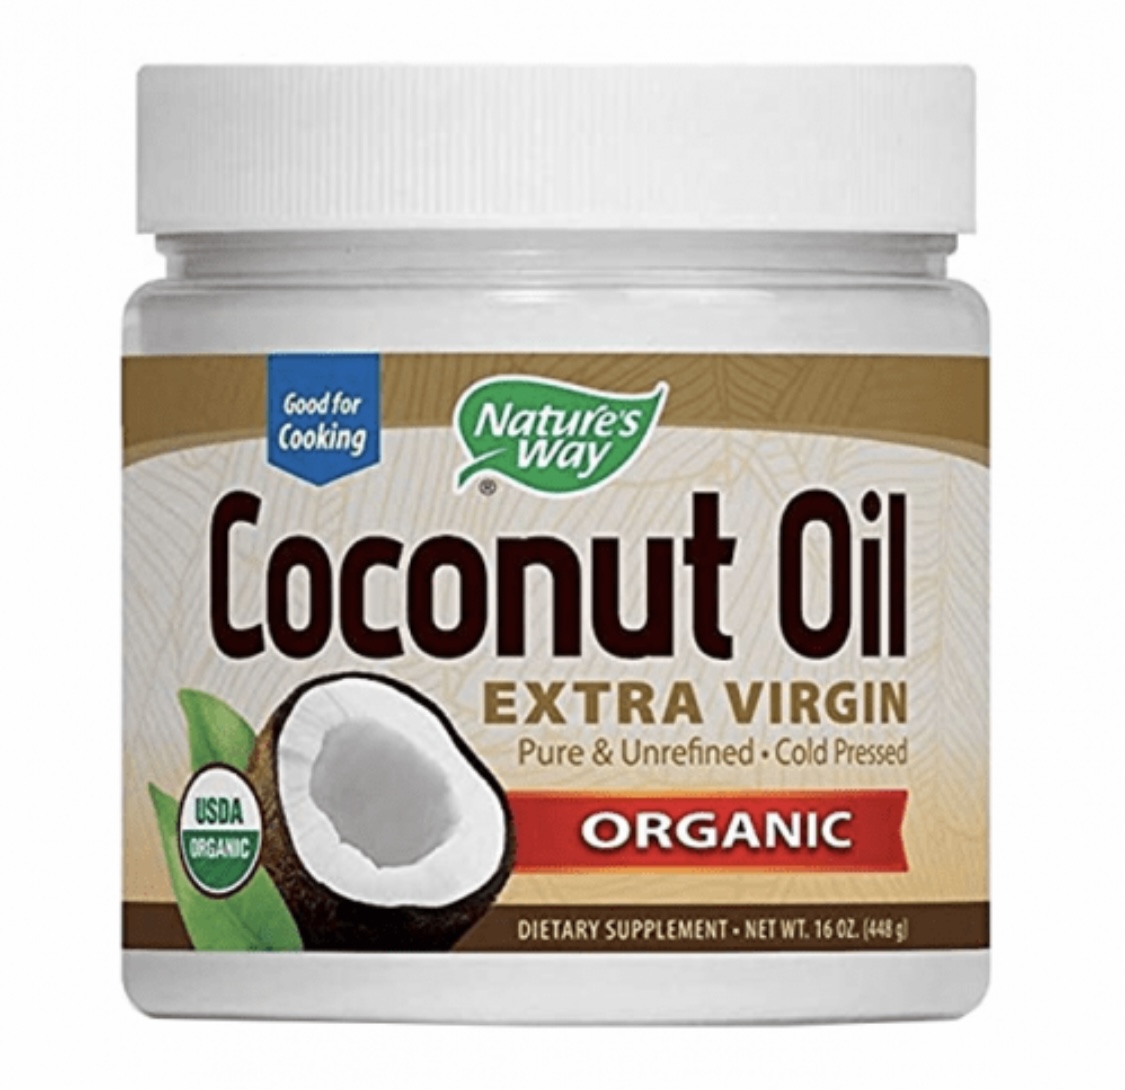 Good for
Cooking
Nature's
Way
®
Coconut Oil
EXTRA VIRGIN
Pure & Unrefined • Cold Pressed
USDA
ORGANIC
ORGANIC
DIETARY SUPPLEMENT • NET WT. 16 OZ. (448 g)